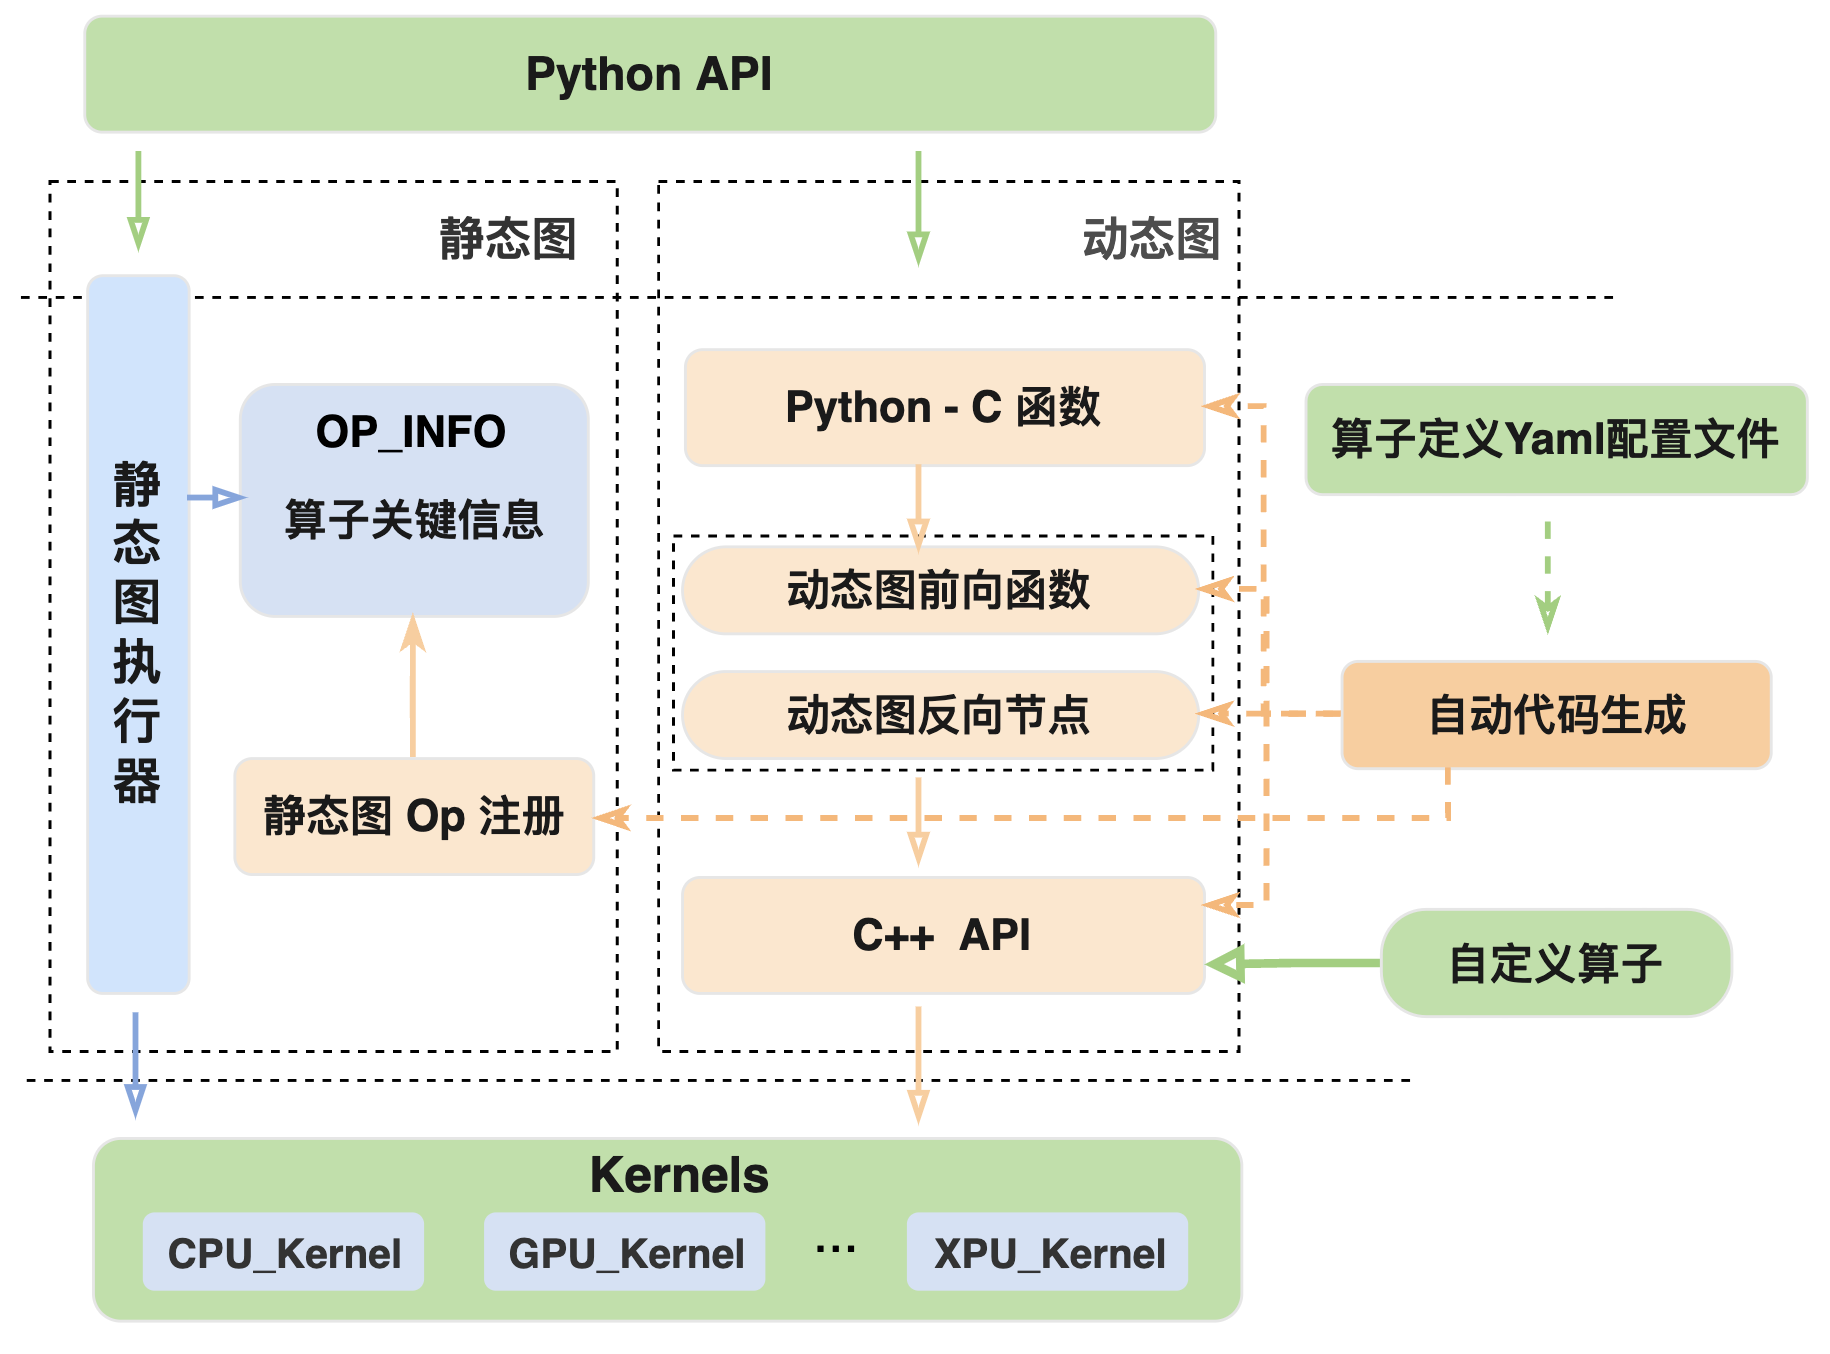 Python API
静态图
动态图
静态图执行器
OP_INFO
算子关键信息
静态图 Op 注册
Python - C 函数
动态图前向函数
动态图反向节点
C++ API
算子定义Yaml配置文件
自动代码生成
自定义算子
Kernels
CPU_Kernel
GPU_Kernel
...
XPU_Kernel